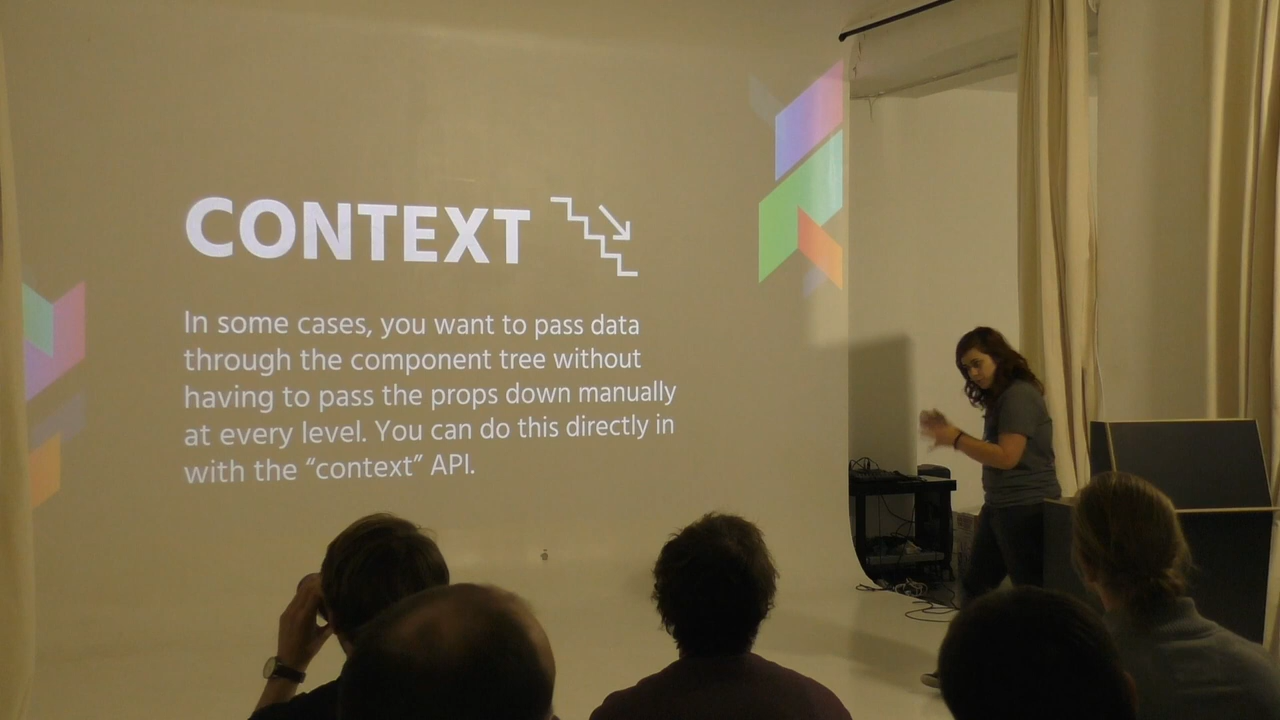 CONTEXT
In some cases, you want to pass data
through the component tree without
having to pass the props down manually
at every level. You can do this directly in
with the “context” API.